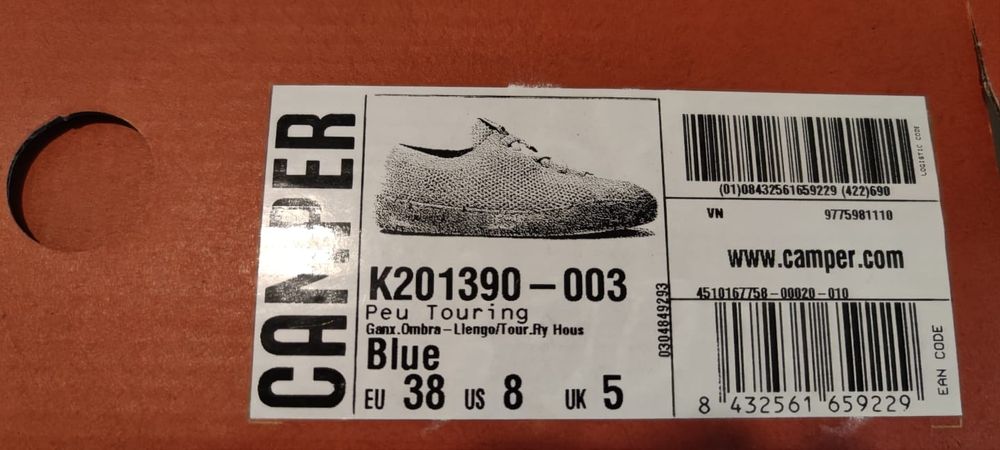 CAMPER
K201390-003
Peu Touring
Ganx.Ombra-Llengo/Tour.Ry Hous
Blue
EU 38 US 8 UK 5
0304849293
LOGISTIC CODE
(01)08432561659229 (422)690
VN 9775981110
www.camper.com
4510167758-00020-010
EAN CODE
8 432561 659229